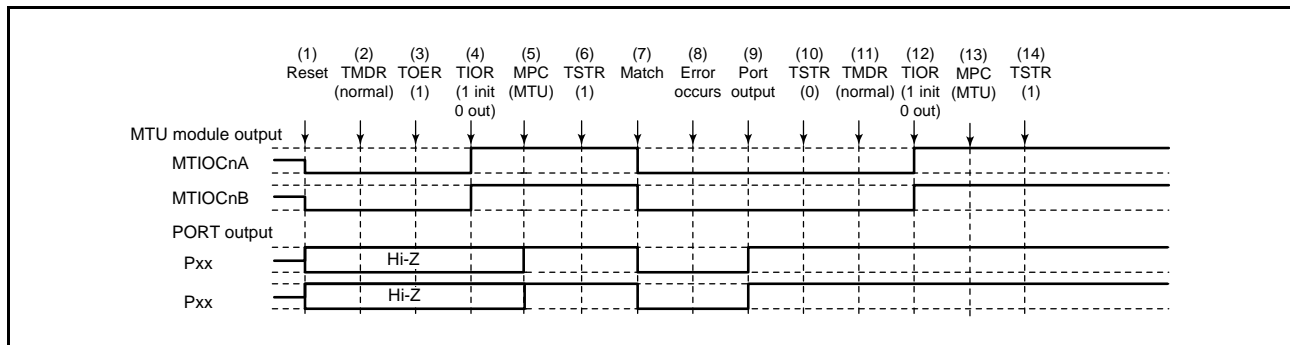 (1) (2) (3) (4) (5) (6) (7) (8) (9) (10) (11) (12) (13) (14)
Reset TMDR TOER TIOR MPC TSTR Match Error Port TSTR TMDR TIOR MPC TSTR
(normal) (1) (1 init (MTU) (1) occurs output (0) (normal) (1 init (MTU) (1)
0 out) 0 out)
MTU module output
MTIOCnA
MTIOCnB
PORT output
Pxx Hi-Z
Pxx Hi-Z